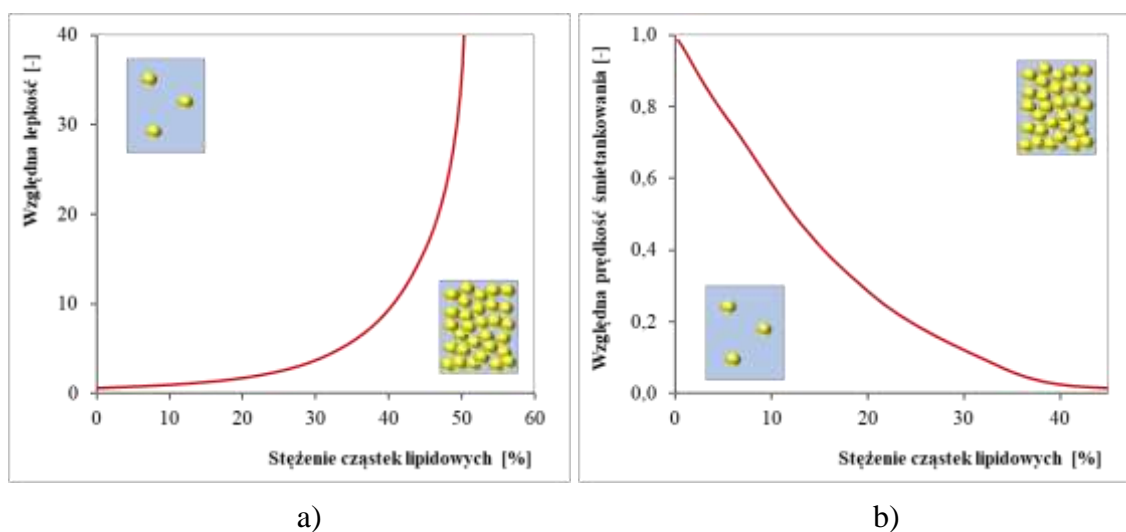 Względna lepkość [-]
40
30
20
10
0
0 10 20 30 40 50 60
Stężenie cząstek lipidowych [%]
a)
Względna prędkość śmietankowania [-]
1,0
0,8
0,6
0,4
0,2
0,0
0 10 20 30 40
Stężenie cząstek lipidowych [%]
b)